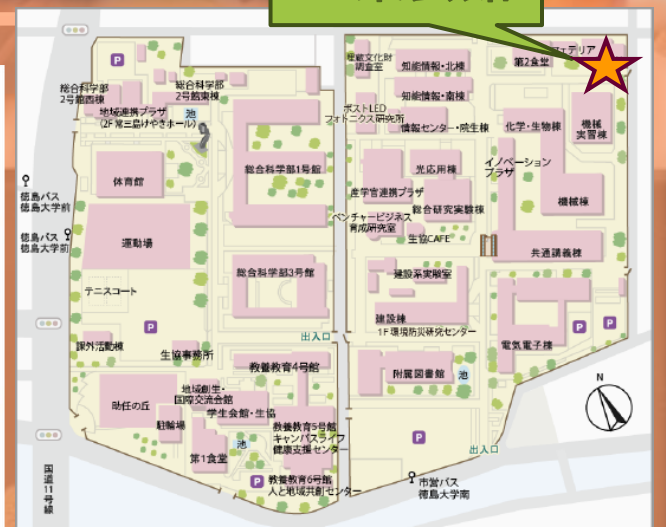 P
総合科学部
2号館西棟
総合科学部
2号館東棟
地域連携プラザ
(2F 常三島けやきホール)
池
体育館
総合科学部1号館
徳島バス
徳島大学前
徳島バス
徳島大学前
運動場
テニスコート
総合科学部3号館
P
課外活動棟
生協事務所
出入口
教養教育4号館
地域創生・
国際交流会館
助任の丘
学生会館・生協
駐輪場
教養教育5号館
キャンパスライフ
健康支援センター
池
第1食堂
P
教養教育6号館
人と地域共創センター
国道11号線
埋蔵文化財
調査室
知能情報・北棟
第2食堂
フェテリア
知能情報・南棟
ポストLED
フォトニクス研究所
情報センター・院生棟
化学・生物棟
機械
実習棟
イノベーション
プラザ
光応用棟
産学官連携プラザ
総合研究実験棟
機械棟
ベンチャービジネス
育成研究室
生協CAFE
共通講義棟
建設系実験室
建設棟
1F 環境防災研究センター
P
P
電気電子棟
附属図書館
池
N
P
出入口
市営バス
徳島大学南